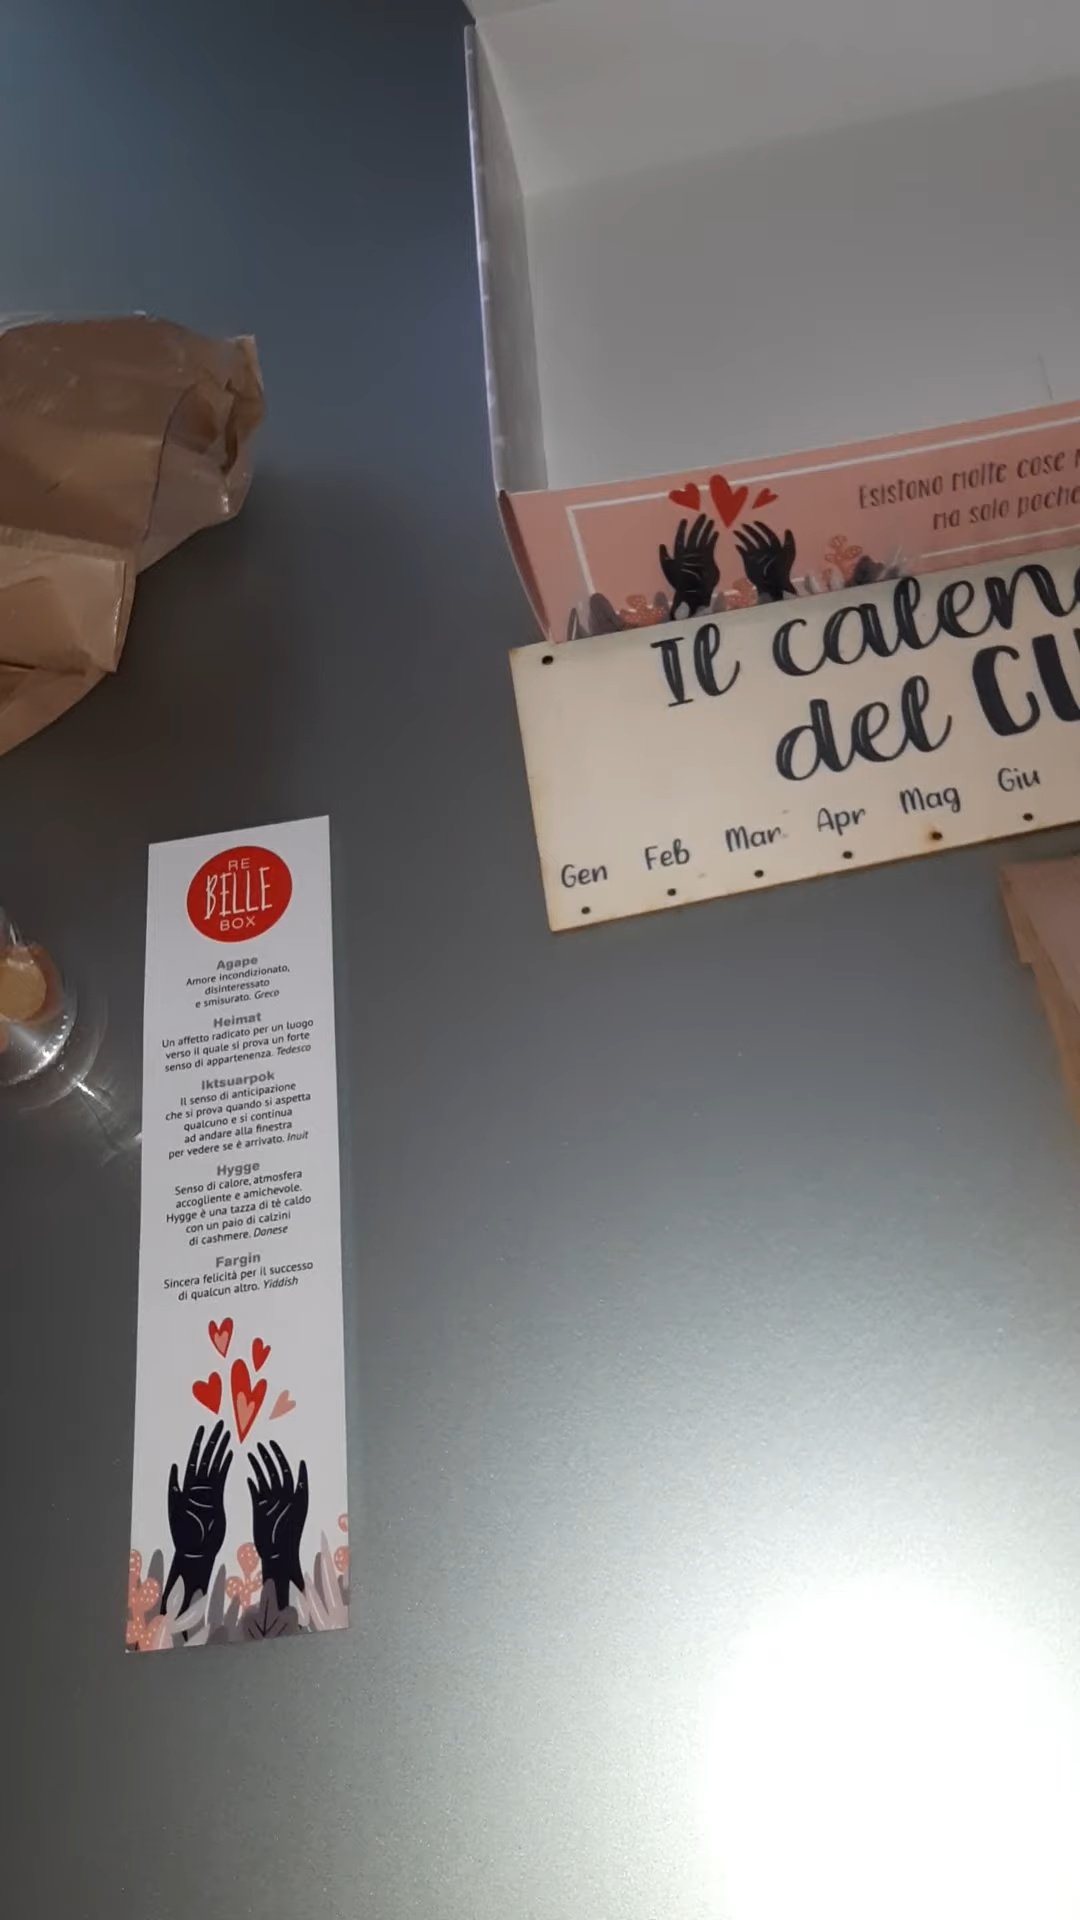 Esistono molte cose
ma solo poche
Il calen
del CU
Gen Feb Mar Apr Mag Giu
RE
BELLE
BOX
Agape
Amore incondizionato,
disinteressato
e smisurato. Greco
Heimat
Un affetto radicato per un luogo
verso il quale si prova un forte
senso di appartenenza. Tedesco
Iktsuarpok
Il senso di anticipazione
che si prova quando si aspetta
qualcuno e si continua
ad andare alla finestra
per vedere se è arrivato. Inuit
Hygge
Senso di calore, atmosfera
accogliente e amichevole.
Hygge è una tazza di tè caldo
con un paio di calzini
di cashmere. Danese
Fargin
Sincera felicità per il successo
di qualcun altro. Yiddish